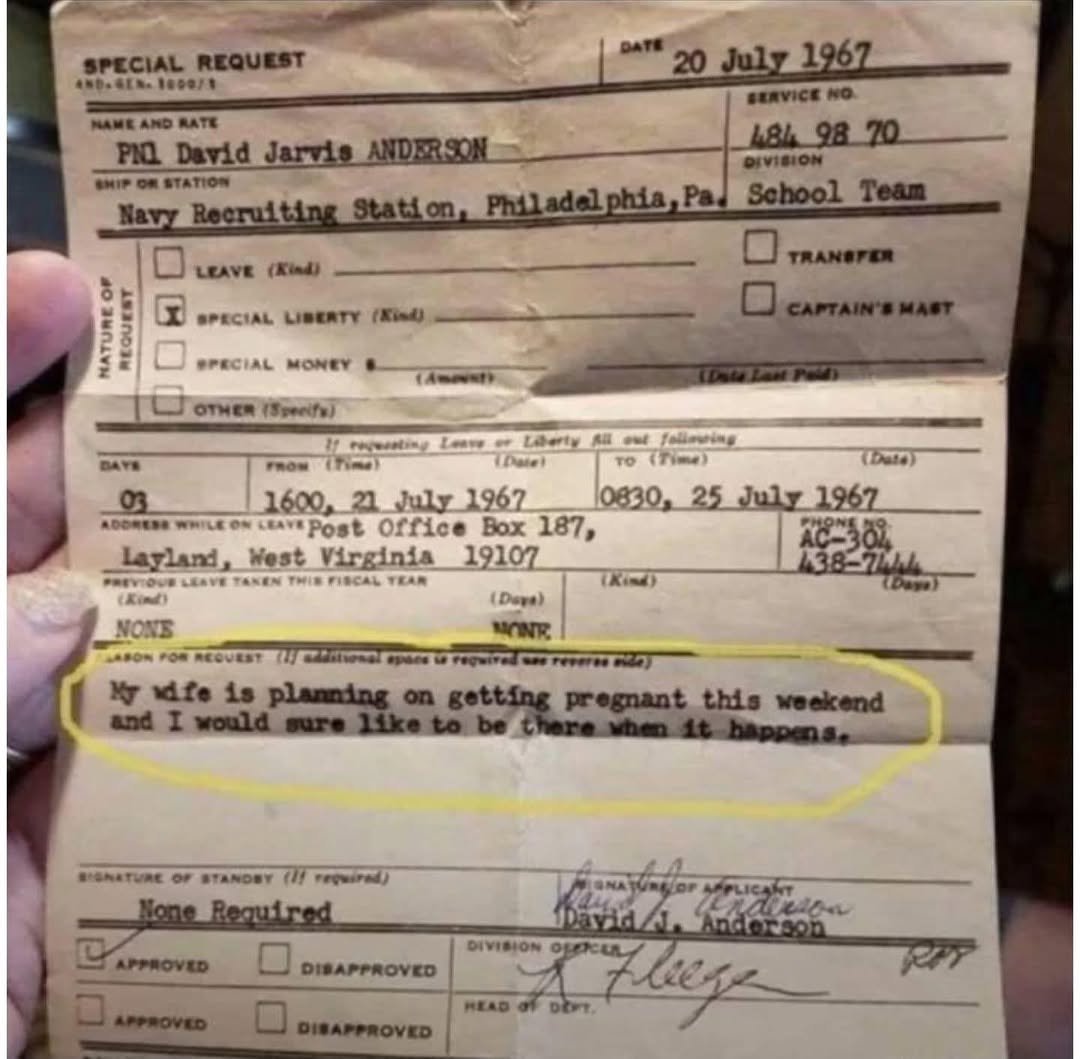 SPECIAL REQUEST
DATE 20 July 1967
NAME AND RATE
SERVICE NO.
PN1 David Jarvis ANDERSON
484 98 70
SHIP OR STATION
DIVISION
Navy Recruiting Station, Philadelphia, Pa. School Team
NATURE OF REQUEST
LEAVE (Kind)
TRANSFER
X SPECIAL LIBERTY (Kind)
CAPTAIN'S MAST
SPECIAL MONEY $
(Amount) (Date Last Paid)
OTHER (Specify)
If requesting Leave or Liberty fill out following
DAYS FROM (Time) (Date) TO (Time) (Date)
03 1600, 21 July 1967 0830, 25 July 1967
ADDRESS WHILE ON LEAVE Post Office Box 187,
PHONE NO.
AC-304
Layland, West Virginia 19107
438-7444
PREVIOUS LEAVE TAKEN THIS FISCAL YEAR
(Kind) (Days) (Kind) (Days)
NONE NONE
REASON FOR REQUEST (If additional space is required use reverse side)
My wife is planning on getting pregnant this weekend
and I would sure like to be there when it happens.
SIGNATURE OF STANDBY (If required)
SIGNATURE OF APPLICANT
David J. Anderson
None Required
David J. Anderson
APPROVED DISAPPROVED
DIVISION OFFICER
HEAD OF DEPT.
APPROVED DISAPPROVED